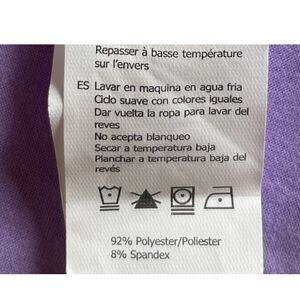 Repasser à basse température
sur l'envers
ES Lavar en maquina en agua fria
Ciclo suave con colores iguales
Dar vuelta la ropa para lavar del
reves
No acepta blanqueo
Secar a temperatura baja
Planchar a temperatura baja del
revés
92% Polyester/Poliester
8% Spandex